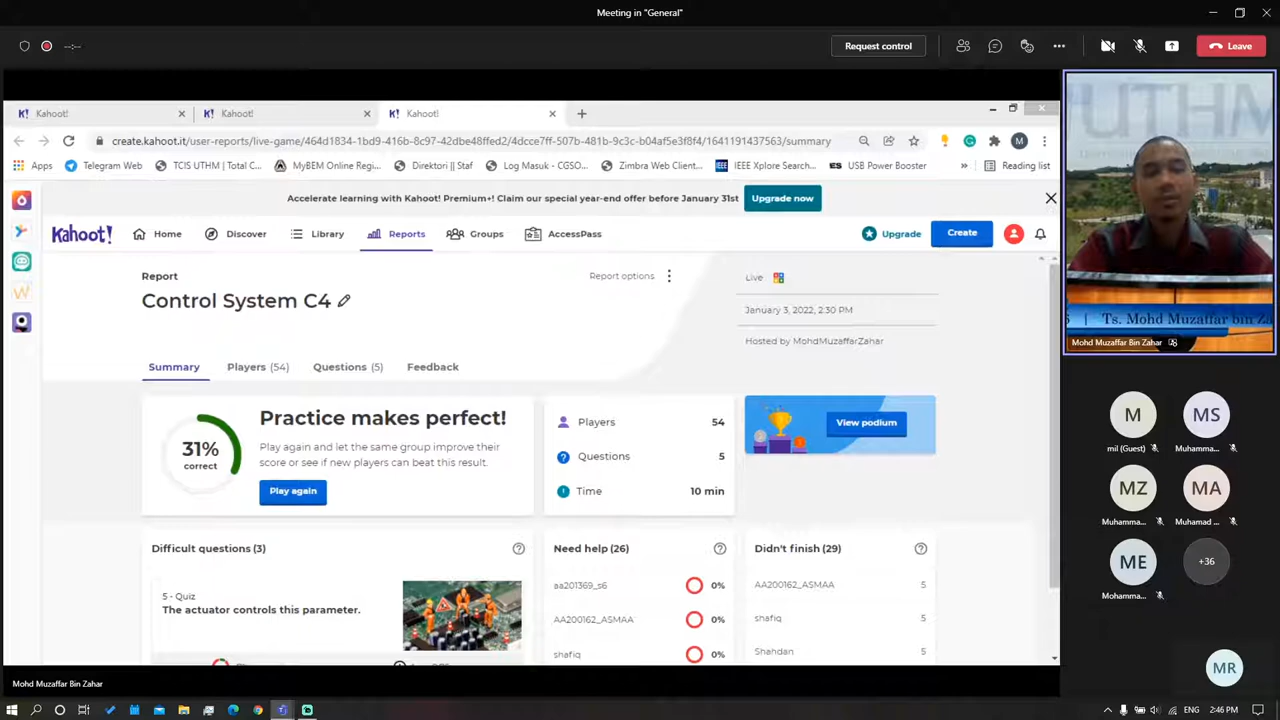 Meeting in "General"
Request control
Leave
Kahoot!
Kahoot!
Kahoot!
create.kahoot.it/user-reports/live-game/464d1834-1bd9-416b-8c97-42dbe48ffed2/4dcce7ff-507b-481b-9c3c-b04af5e3f8f4/1641191437563/summary
Apps
Telegram Web
TCIS UTHM | Total C...
MyBEM Online Regi...
Direktori || Staf
Log Masuk - CGSO...
Zimbra Web Client...
IEEE Xplore Search...
USB Power Booster
»
Reading list
Accelerate learning with Kahoot! Premium+! Claim our special year-end offer before January 31st
Upgrade now
Kahoot!
Home
Discover
Library
Reports
Groups
AccessPass
Upgrade
Create
Report
Report options
Control System C4
Live
January 3, 2022, 2:30 PM
Hosted by MohdMuzaffarZahar
Summary
Players (54)
Questions (5)
Feedback
31%
correct
Practice makes perfect!
Play again and let the same group improve their
score or see if new players can beat this result.
Play again
Players 54
Questions 5
Time 10 min
View podium
Difficult questions (3)
5 - Quiz
The actuator controls this parameter.
Need help (26)
aa201369_s6 0%
AA200162_ASMAA 0%
shafiq 0%
Didn't finish (29)
AA200162_ASMAA 5
shafiq 5
Shahdan 5
UTHM
| Ts. Mohd Muzaffar bin Za
Mohd Muzaffar Bin Zahar
M
mil (Guest)
MS
Muhamma...
MZ
Muhamma...
MA
Muhamad ...
ME
Mohamma...
+36
MR
Mohd Muzaffar Bin Zahar
ENG
2:46 PM